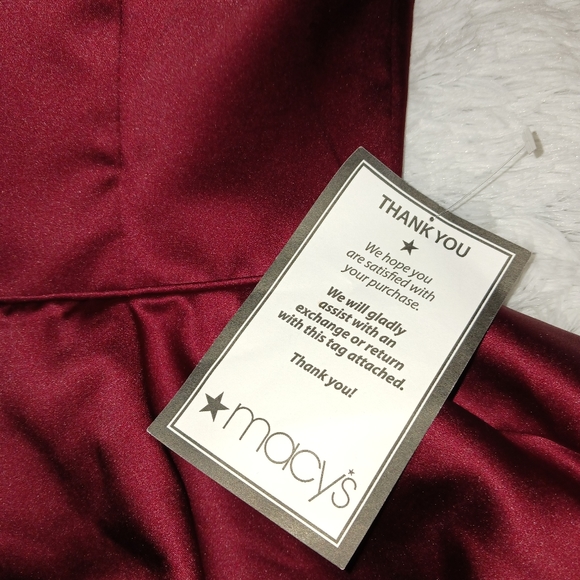 THANK YOU
★
We hope you
are satisfied with
your purchase.
We will gladly
assist with an
exchange or return
with this tag attached.
Thank you!
★macy's